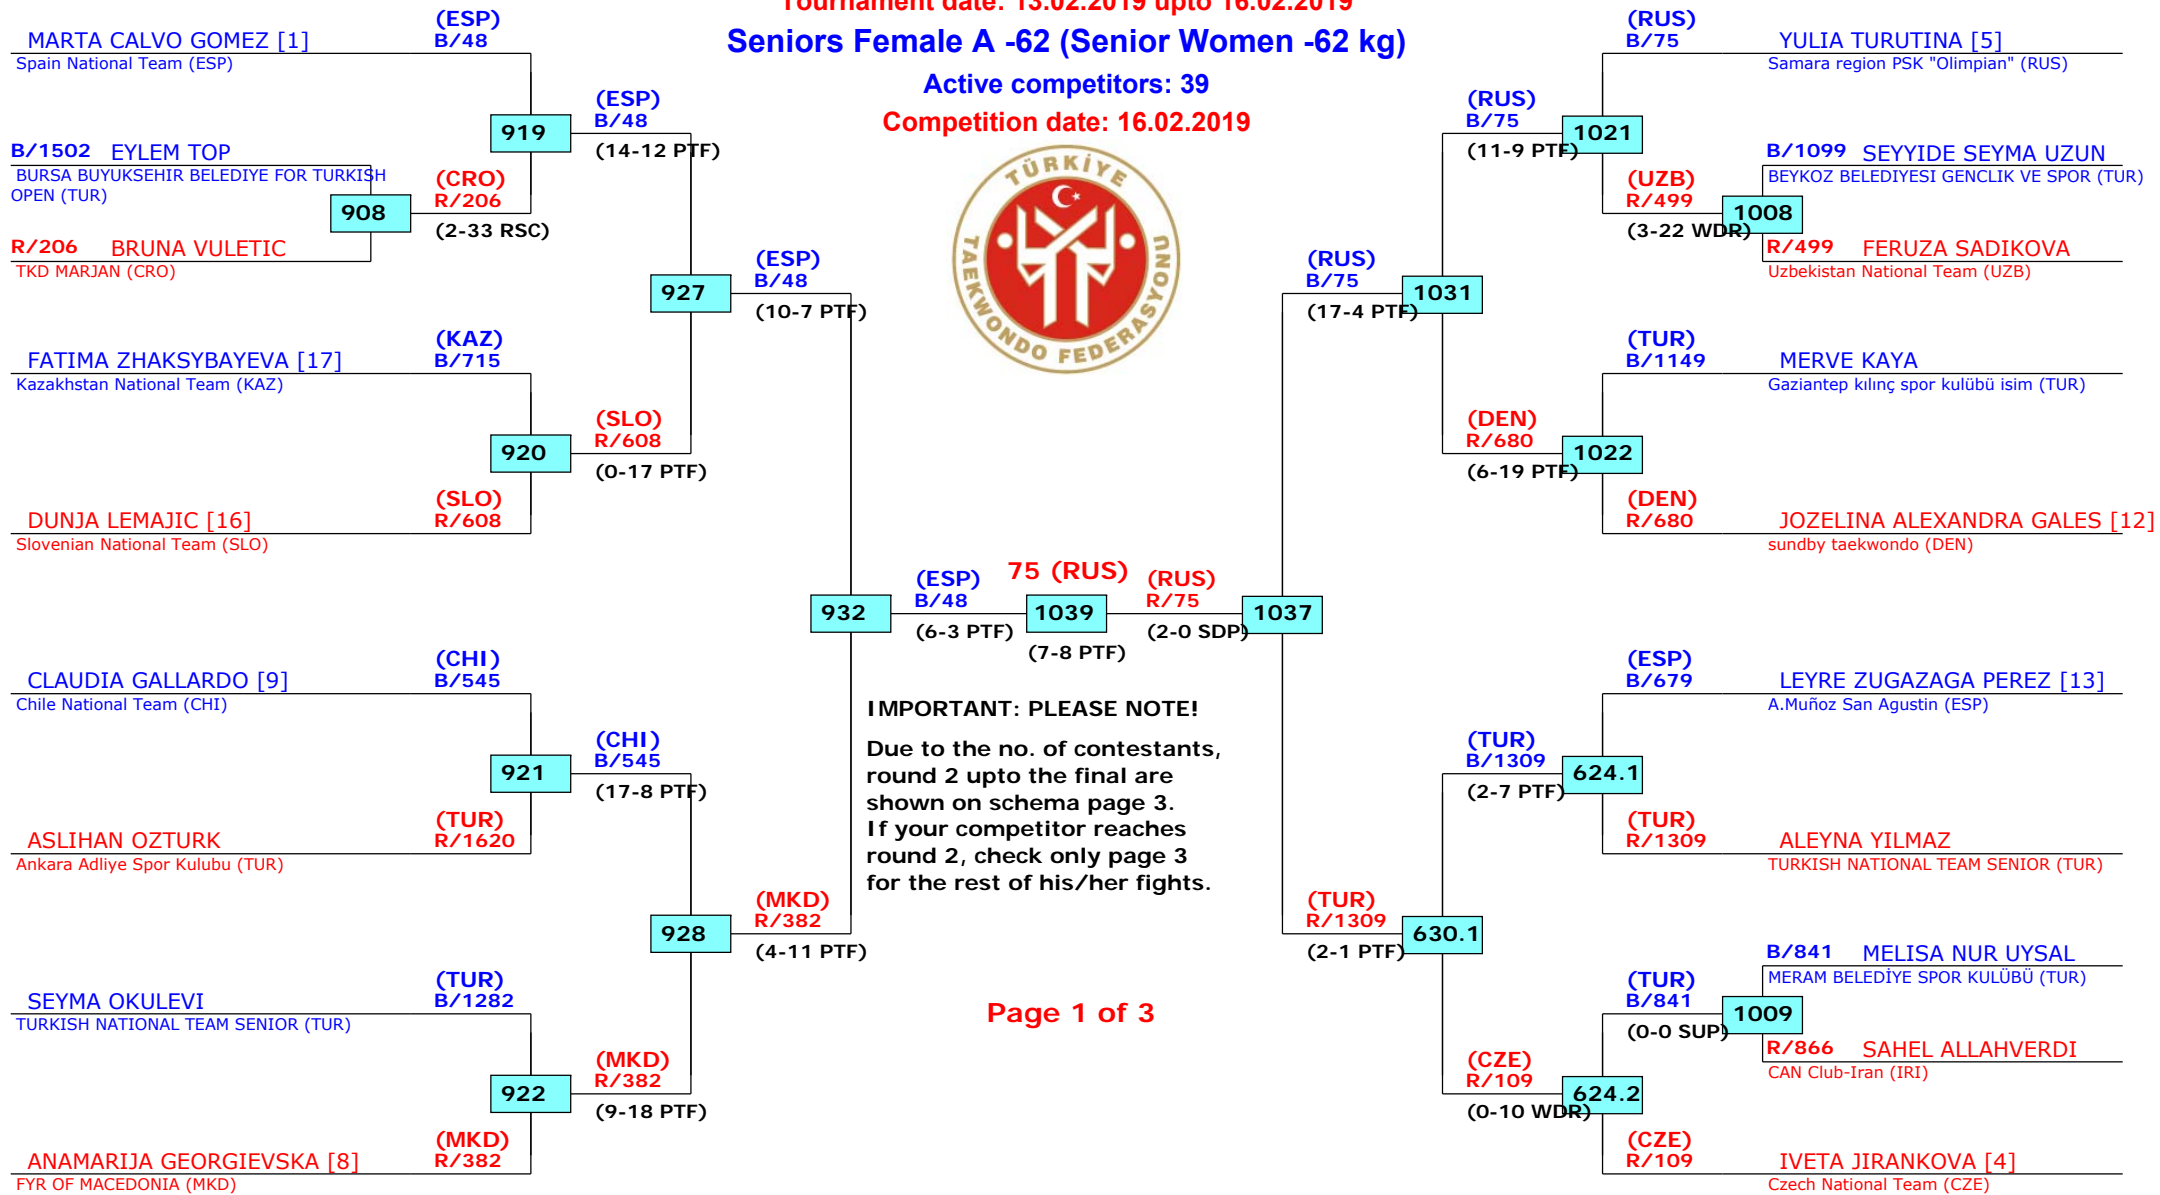 Tournament date: 13.02.2019 upto 16.02.2019
Seniors Female A -62 (Senior Women -62 kg)
Active competitors: 39
Competition date: 16.02.2019
TÜRKİYE
TAEKWONDO FEDERASYONU
MARTA CALVO GOMEZ [1]
Spain National Team (ESP)
(ESP)
B/48
B/1502 EYLEM TOP
BURSA BUYUKSEHIR BELEDIYE FOR TURKISH
OPEN (TUR)
908
R/206 BRUNA VULETIC
TKD MARJAN (CRO)
(CRO)
R/206
(2-33 RSC)
919
(ESP)
B/48
(14-12 PTF)
FATIMA ZHAKSYBAYEVA [17]
Kazakhstan National Team (KAZ)
(KAZ)
B/715
920
DUNJA LEMAJIC [16]
Slovenian National Team (SLO)
(SLO)
R/608
(SLO)
R/608
(0-17 PTF)
927
(ESP)
B/48
(10-7 PTF)
CLAUDIA GALLARDO [9]
Chile National Team (CHI)
(CHI)
B/545
921
ASLIHAN OZTURK
Ankara Adliye Spor Kulubu (TUR)
(TUR)
R/1620
(CHI)
B/545
(17-8 PTF)
SEYMA OKULEVI
TURKISH NATIONAL TEAM SENIOR (TUR)
(TUR)
B/1282
922
ANAMARIJA GEORGIEVSKA [8]
FYR OF MACEDONIA (MKD)
(MKD)
R/382
(MKD)
R/382
(9-18 PTF)
928
(MKD)
R/382
(4-11 PTF)
932
(ESP)
B/48
(6-3 PTF)
75 (RUS)
1039
(7-8 PTF)
(RUS)
R/75
(2-0 SDP)
1037
IMPORTANT: PLEASE NOTE!
Due to the no. of contestants,
round 2 upto the final are
shown on schema page 3.
If your competitor reaches
round 2, check only page 3
for the rest of his/her fights.
Page 1 of 3
(RUS)
B/75
(17-4 PTF)
1031
(RUS)
B/75
(11-9 PTF)
1021
(RUS)
B/75
YULIA TURUTINA [5]
Samara region PSK "Olimpian" (RUS)
(UZB)
R/499
(3-22 WDR)
1008
B/1099 SEYYIDE SEYMA UZUN
BEYKOZ BELEDIYESI GENCLIK VE SPOR (TUR)
R/499 FERUZA SADIKOVA
Uzbekistan National Team (UZB)
(DEN)
R/680
(6-19 PTF)
1022
(TUR)
B/1149
MERVE KAYA
Gaziantep kılınç spor kulübü isim (TUR)
(DEN)
R/680
JOZELINA ALEXANDRA GALES [12]
sundby taekwondo (DEN)
(TUR)
R/1309
(2-1 PTF)
630.1
(TUR)
B/1309
(2-7 PTF)
624.1
(ESP)
B/679
LEYRE ZUGAZAGA PEREZ [13]
A.Muñoz San Agustin (ESP)
(TUR)
R/1309
ALEYNA YILMAZ
TURKISH NATIONAL TEAM SENIOR (TUR)
(CZE)
R/109
(0-10 WDR)
624.2
(TUR)
B/841
(0-0 SUP)
1009
B/841 MELISA NUR UYSAL
MERAM BELEDİYE SPOR KULÜBÜ (TUR)
R/866 SAHEL ALLAHVERDI
CAN Club-Iran (IRI)
(CZE)
R/109
IVETA JIRANKOVA [4]
Czech National Team (CZE)